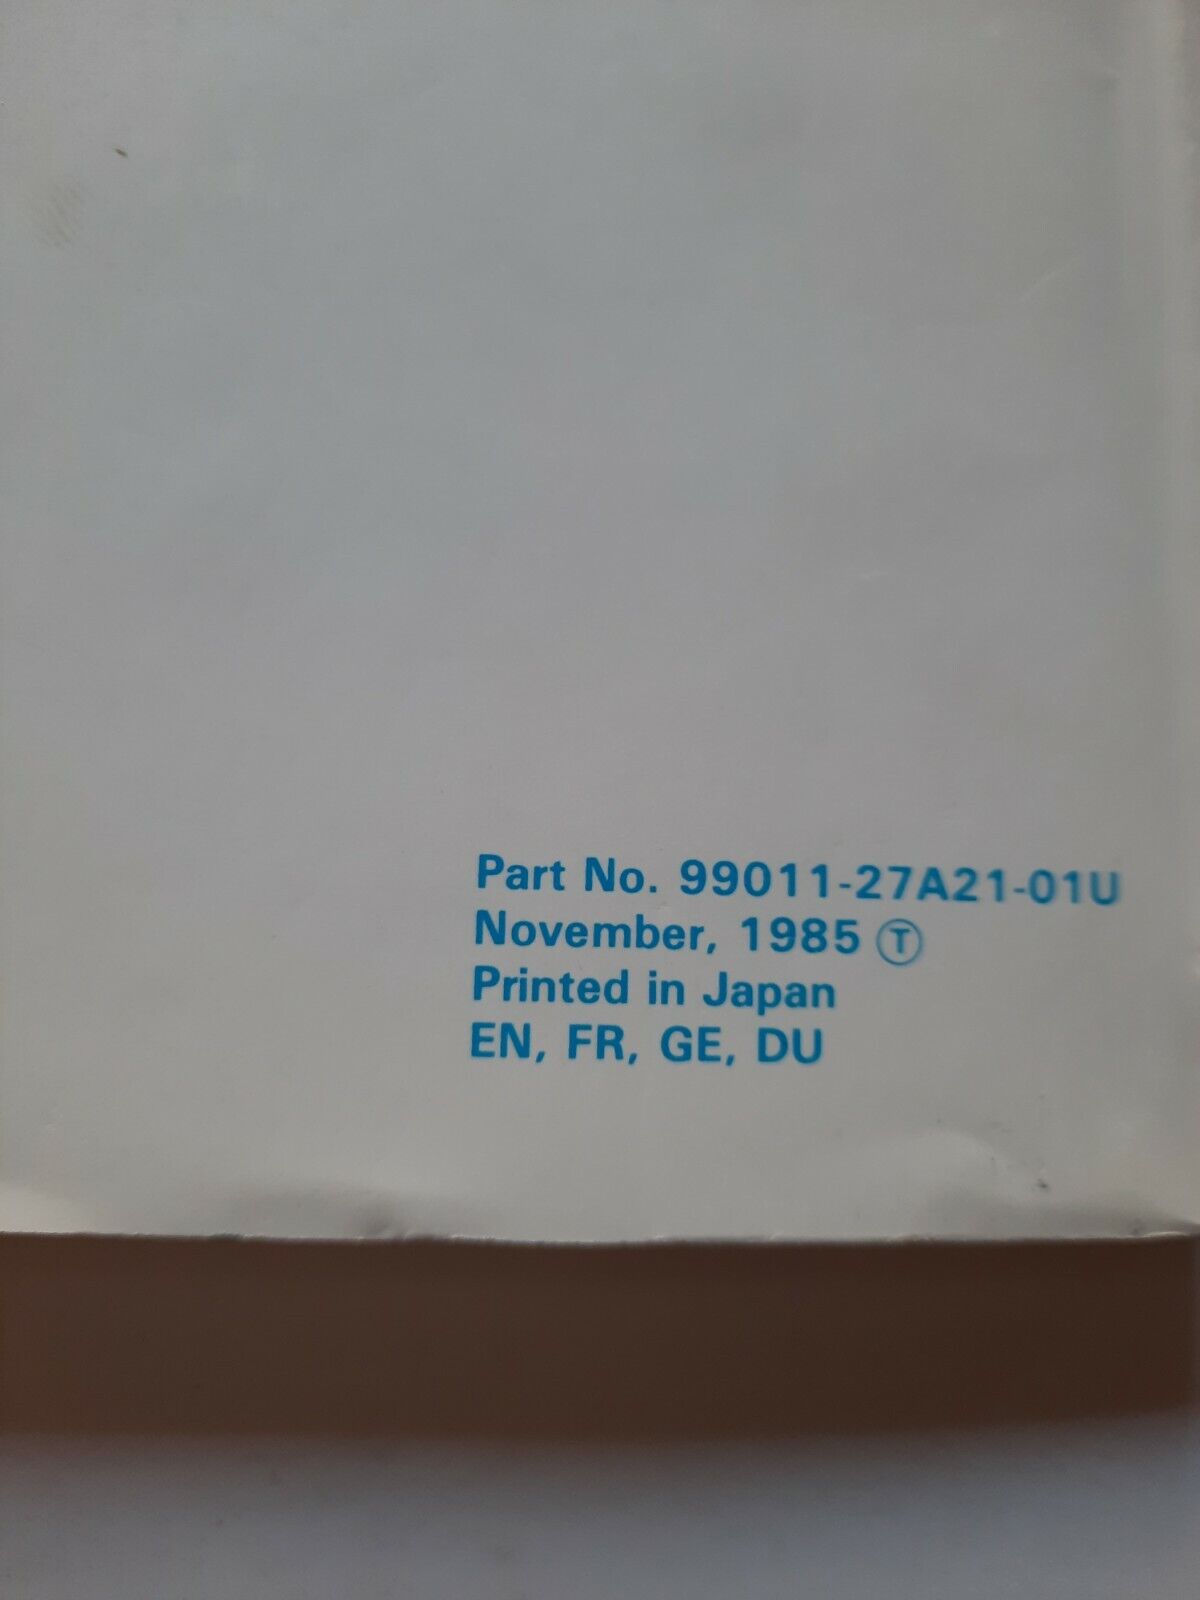 Part No. 99011-27A21-01U
November, 1985 Ⓣ
Printed in Japan
EN, FR, GE, DU